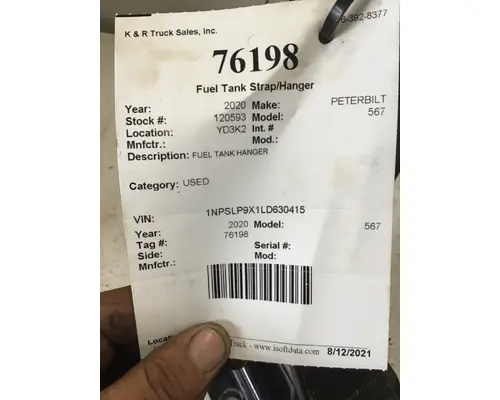 K & R Truck Sales, Inc.
6-392-8377
76198
Fuel Tank Strap/Hanger
Year: 2020 Make: PETERBILT
Stock #: 120593 Model: 567
Location: YD3K2 Int. #
Mnfctr.: Mod.:
Description: FUEL TANK HANGER
Category: USED
VIN: 1NPSLP9X1LD630415
Year: 2020 Model: 567
Tag #: 76198
Side: Serial #:
Mnfctr.: Mod:
Truck - www.isoftdata.com 8/12/2021